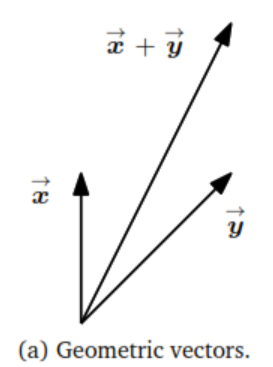 x⃗ + y⃗
x⃗
y⃗
(a) Geometric vectors.